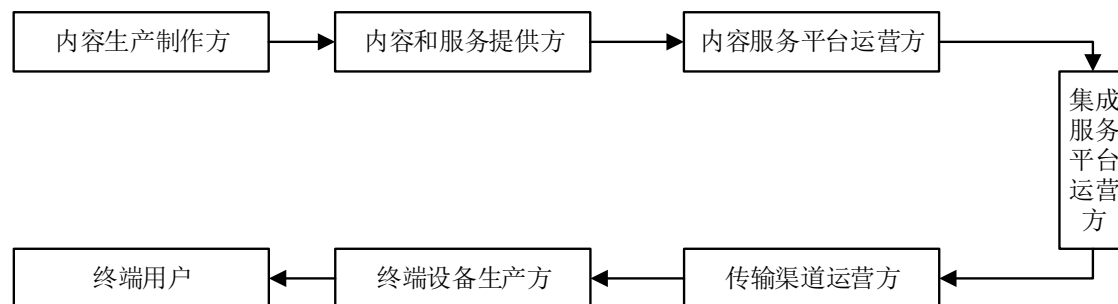 内容生产制作方
内容和服务提供方
内容服务平台运营方
集成
服务
平台
运营
方
传输渠道运营方
终端设备生产方
终端用户